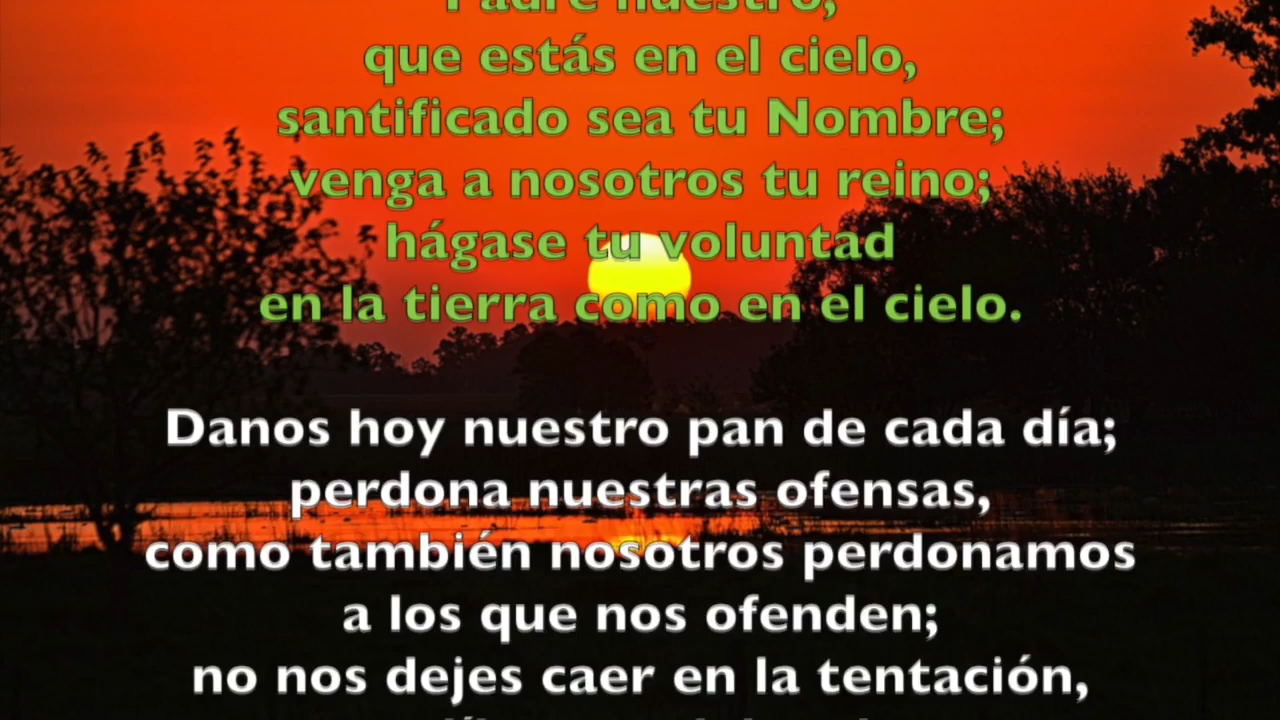 Padre nuestro,
que estás en el cielo,
santificado sea tu Nombre;
venga a nosotros tu reino;
hágase tu voluntad
en la tierra como en el cielo.
Danos hoy nuestro pan de cada día;
perdona nuestras ofensas,
como también nosotros perdonamos
a los que nos ofenden;
no nos dejes caer en la tentación,